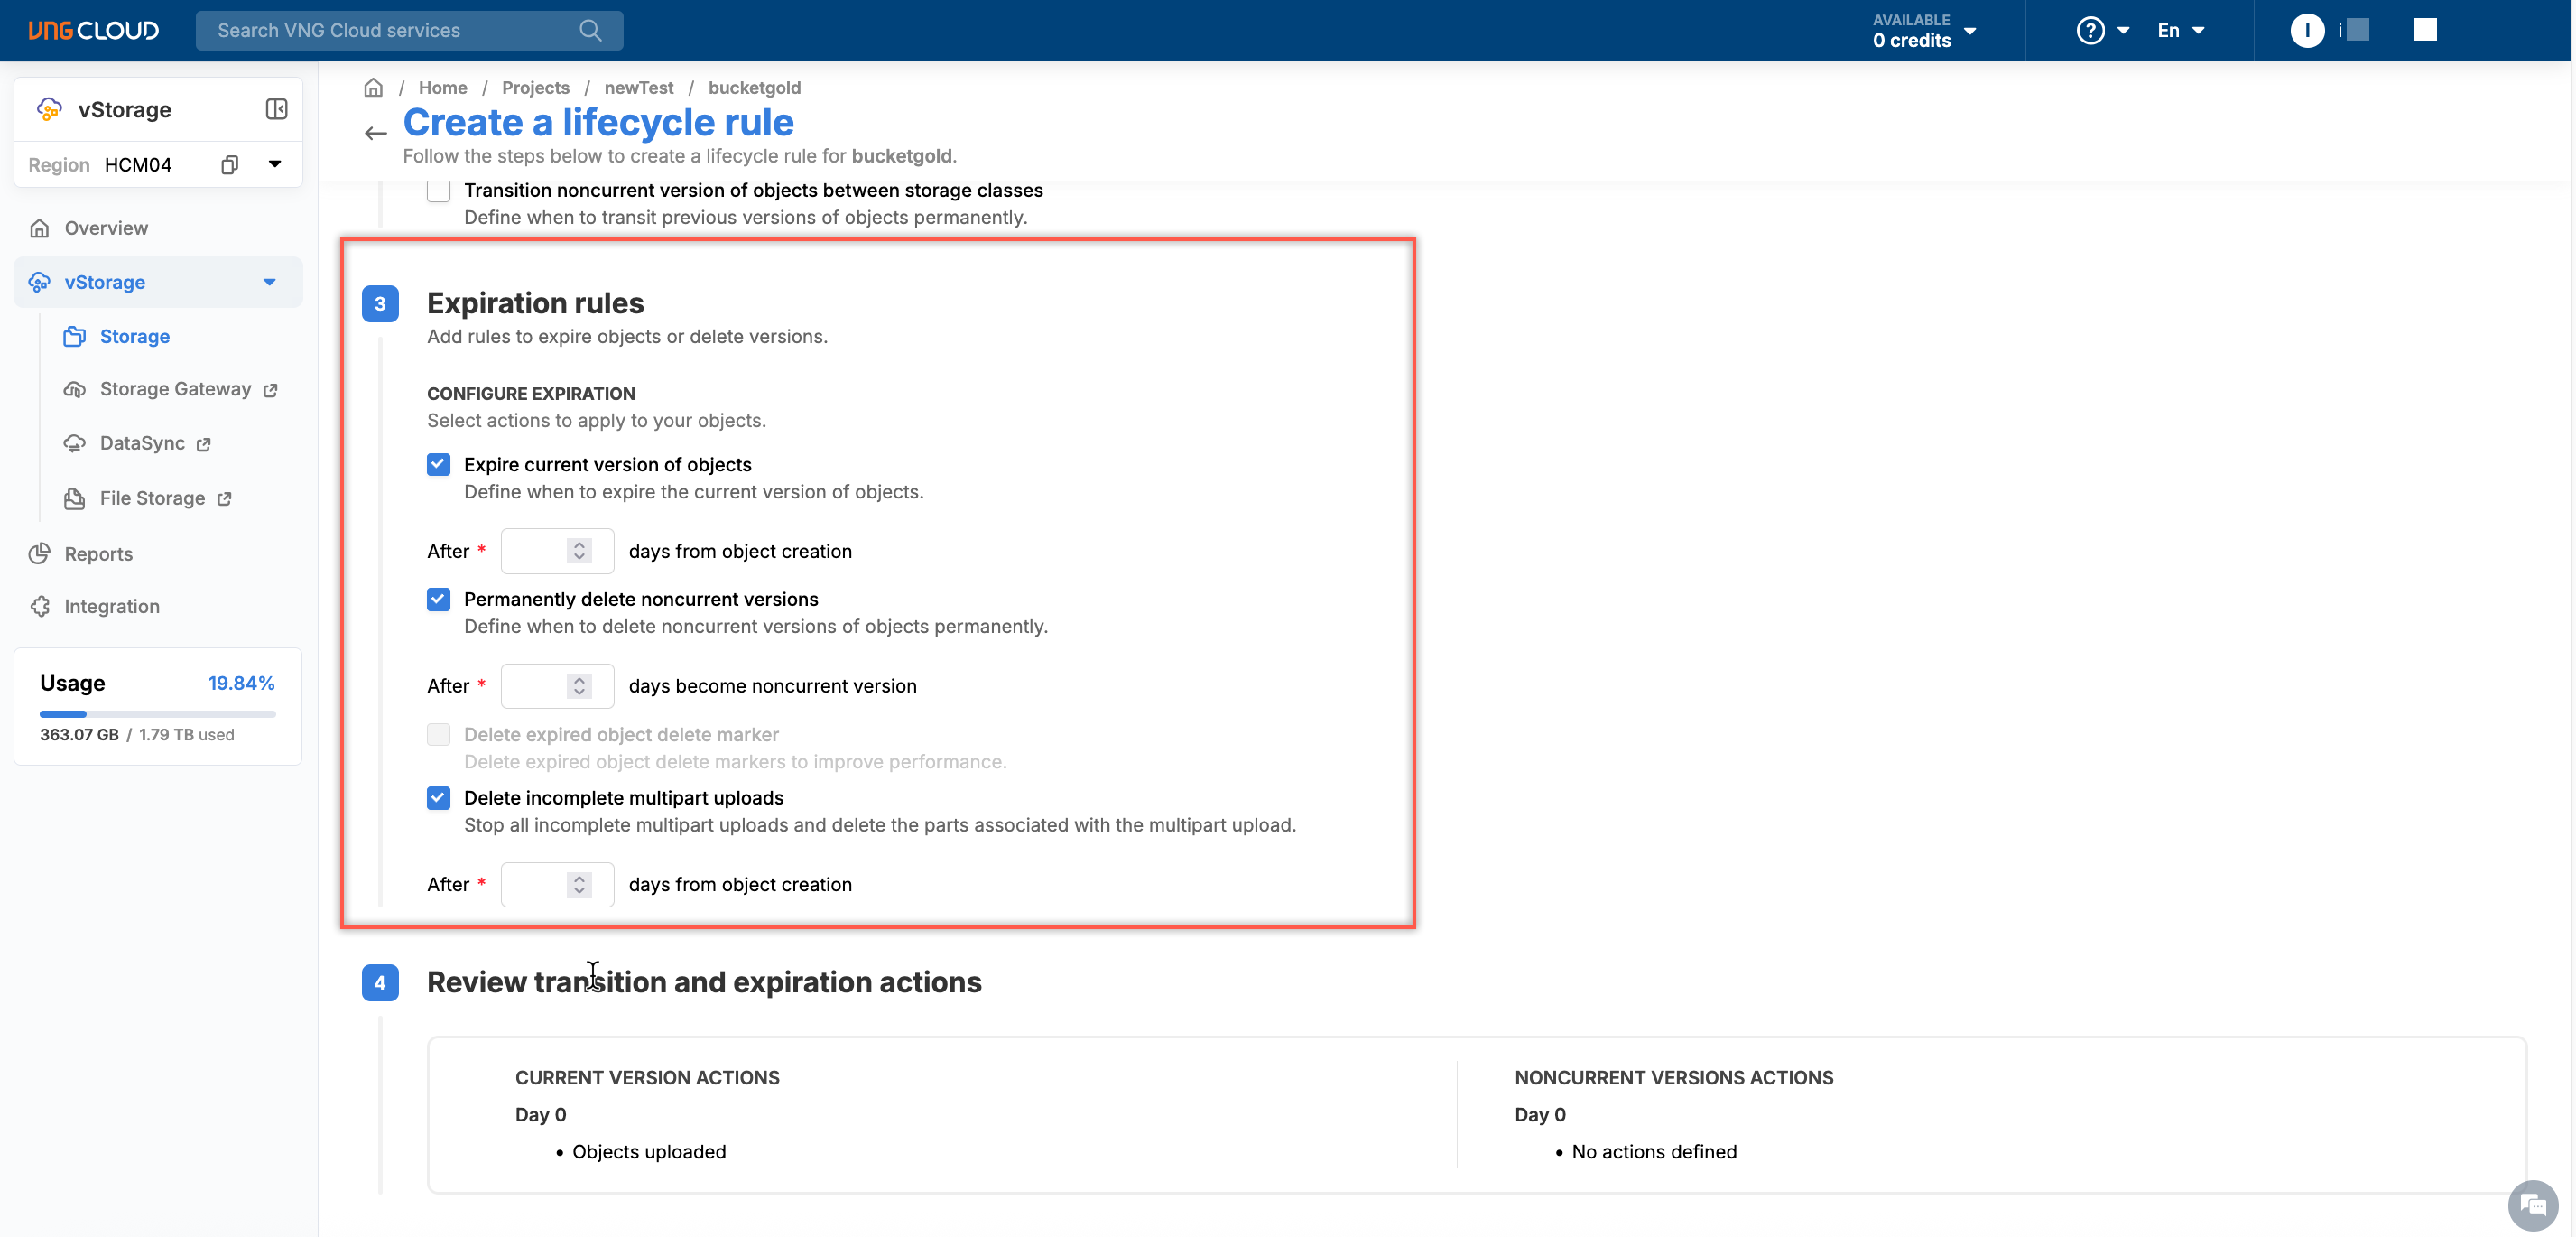 VNG CLOUD
Search VNG Cloud services
AVAILABLE
0 credits
?
En
I
i
vStorage
Region HCM04
Overview
vStorage
Storage
Storage Gateway
DataSync
File Storage
Reports
Integration
Usage 19.84%
363.07 GB / 1.79 TB used
/ Home / Projects / newTest / bucketgold
Create a lifecycle rule
Follow the steps below to create a lifecycle rule for bucketgold.
Transition noncurrent version of objects between storage classes
Define when to transit previous versions of objects permanently.
3 Expiration rules
Add rules to expire objects or delete versions.
CONFIGURE EXPIRATION
Select actions to apply to your objects.
Expire current version of objects
Define when to expire the current version of objects.
After * days from object creation
Permanently delete noncurrent versions
Define when to delete noncurrent versions of objects permanently.
After * days become noncurrent version
Delete expired object delete marker
Delete expired object delete markers to improve performance.
Delete incomplete multipart uploads
Stop all incomplete multipart uploads and delete the parts associated with the multipart upload.
After * days from object creation
4 Review transition and expiration actions
CURRENT VERSION ACTIONS
Day 0
• Objects uploaded
NONCURRENT VERSIONS ACTIONS
Day 0
• No actions defined